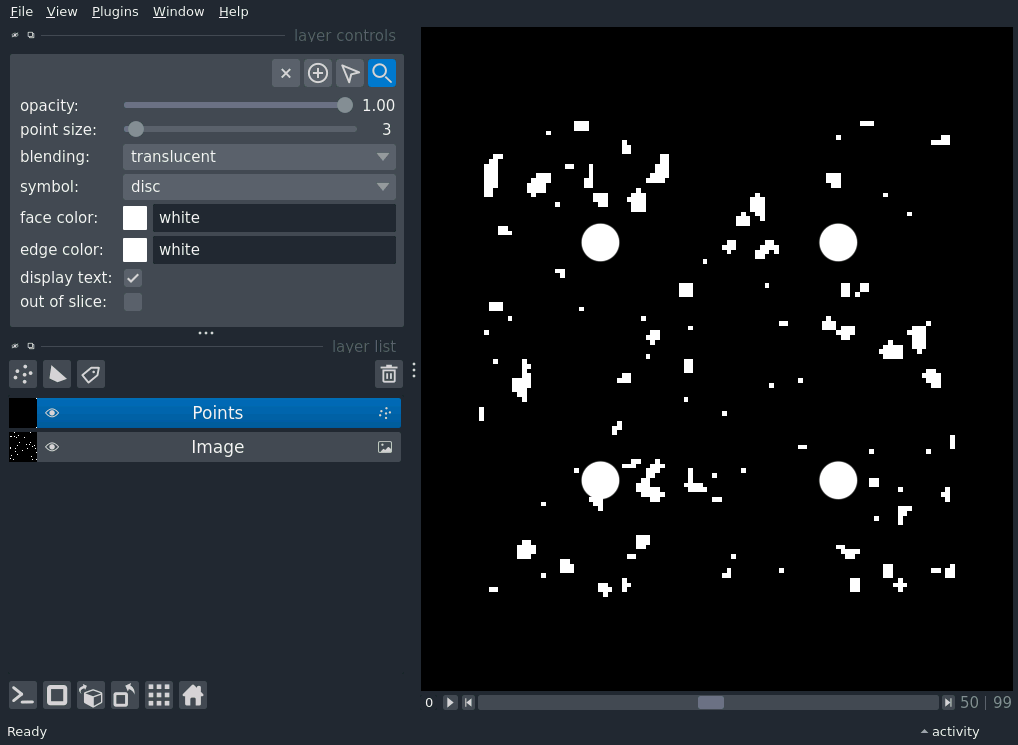 File View Plugins Window Help
layer controls
opacity: 1.00
point size: 3
blending: translucent
symbol: disc
face color: white
edge color: white
display text:
out of slice:
layer list
Points
Image
0 50 | 99
Ready activity